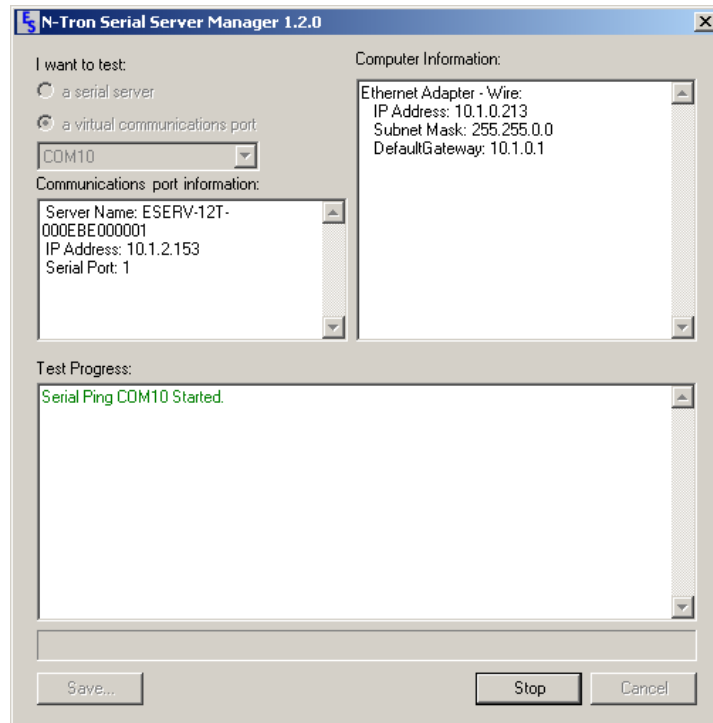 N-Tron Serial Server Manager 1.2.0
I want to test:
a serial server
a virtual communications port
COM10
Communications port information:
Server Name: ESERV-12T-
000EBE000001
IP Address: 10.1.2.153
Serial Port: 1
Computer Information:
Ethernet Adapter - Wire:
IP Address: 10.1.0.213
Subnet Mask: 255.255.0.0
DefaultGateway: 10.1.0.1
Test Progress:
Serial Ping COM10 Started.
Save...
Stop
Cancel